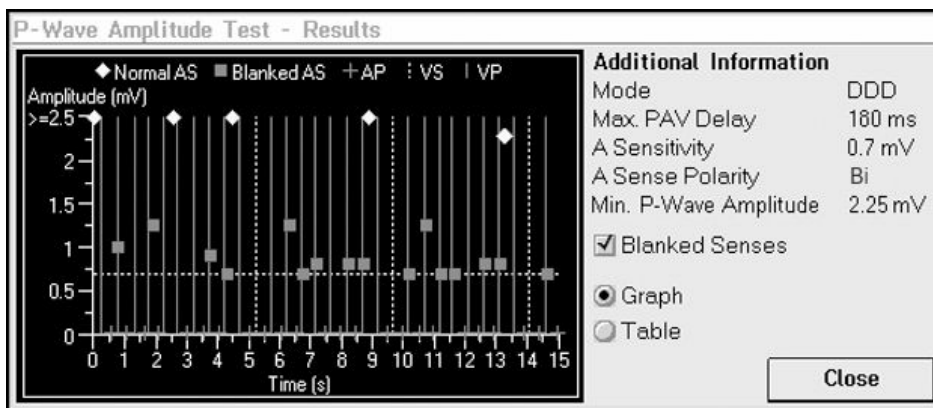 P-Wave Amplitude Test - Results
Normal AS Blanked AS AP VS VP
Amplitude (mV)
>=2.5
2
1.5
1
0.5
0
0 1 2 3 4 5 6 7 8 9 10 11 12 13 14 15
Time (s)
Additional Information
Mode DDD
Max. PAV Delay 180 ms
A Sensitivity 0.7 mV
A Sense Polarity Bi
Min. P-Wave Amplitude 2.25 mV
Blanked Senses
Graph
Table
Close